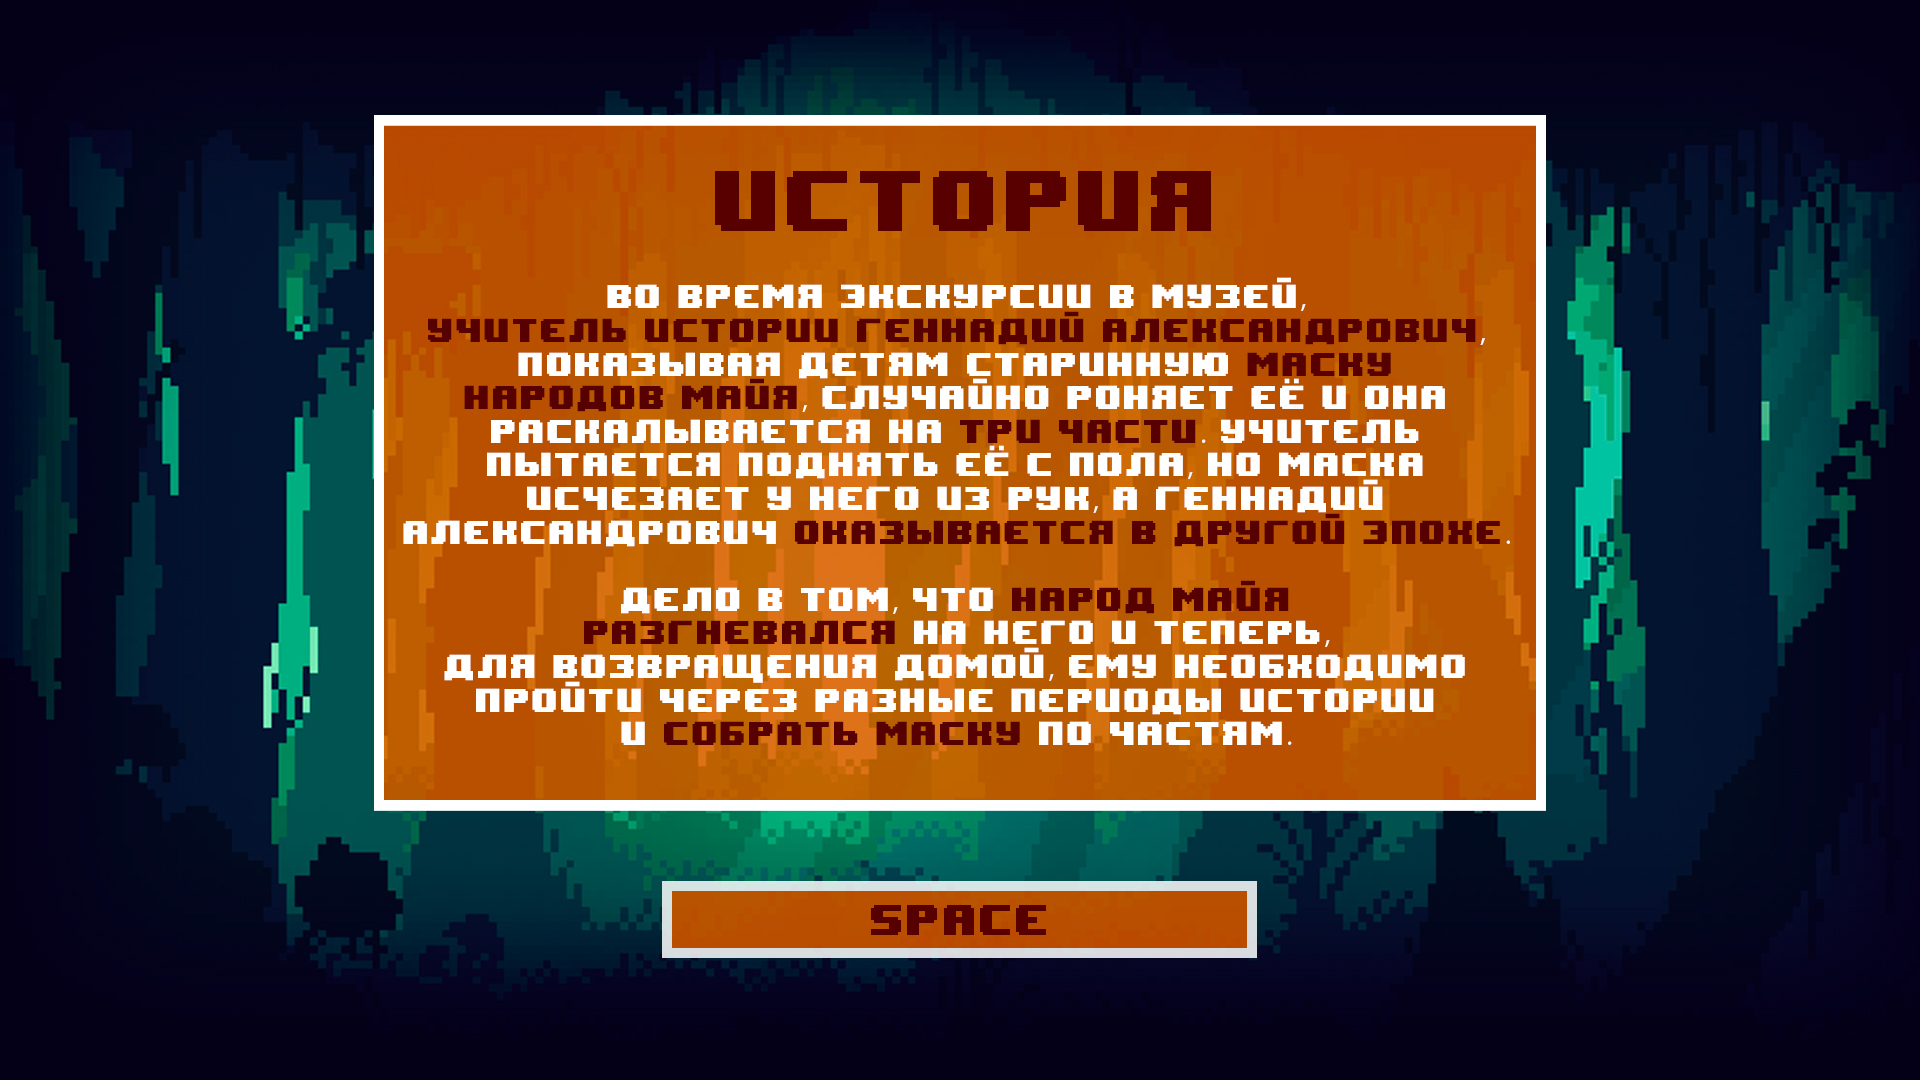 ИСТОРИЯ
ВО ВРЕМЯ ЭКСКУРСИИ В МУЗЕЙ,
УЧИТЕЛЬ ИСТОРИИ ГЕННАДИЙ АЛЕКСАНДРОВИЧ,
ПОКАЗЫВАЯ ДЕТЯМ СТАРИННУЮ МАСКУ
НАРОДОВ МАЙЯ, СЛУЧАЙНО РОНЯЕТ ЕЁ И ОНА
РАСКАЛЫВАЕТСЯ НА ТРИ ЧАСТИ. УЧИТЕЛЬ
ПЫТАЕТСЯ ПОДНЯТЬ ЕЁ С ПОЛА, НО МАСКА
ИСЧЕЗАЕТ У НЕГО ИЗ РУК, А ГЕННАДИЙ
АЛЕКСАНДРОВИЧ ОКАЗЫВАЕТСЯ В ДРУГОЙ ЭПОХЕ.
ДЕЛО В ТОМ, ЧТО НАРОД МАЙЯ
РАЗГНЕВАЛСЯ НА НЕГО И ТЕПЕРЬ,
ДЛЯ ВОЗВРАЩЕНИЯ ДОМОЙ, ЕМУ НЕОБХОДИМО
ПРОЙТИ ЧЕРЕЗ РАЗНЫЕ ПЕРИОДЫ ИСТОРИИ
И СОБРАТЬ МАСКУ ПО ЧАСТЯМ.
SPACE